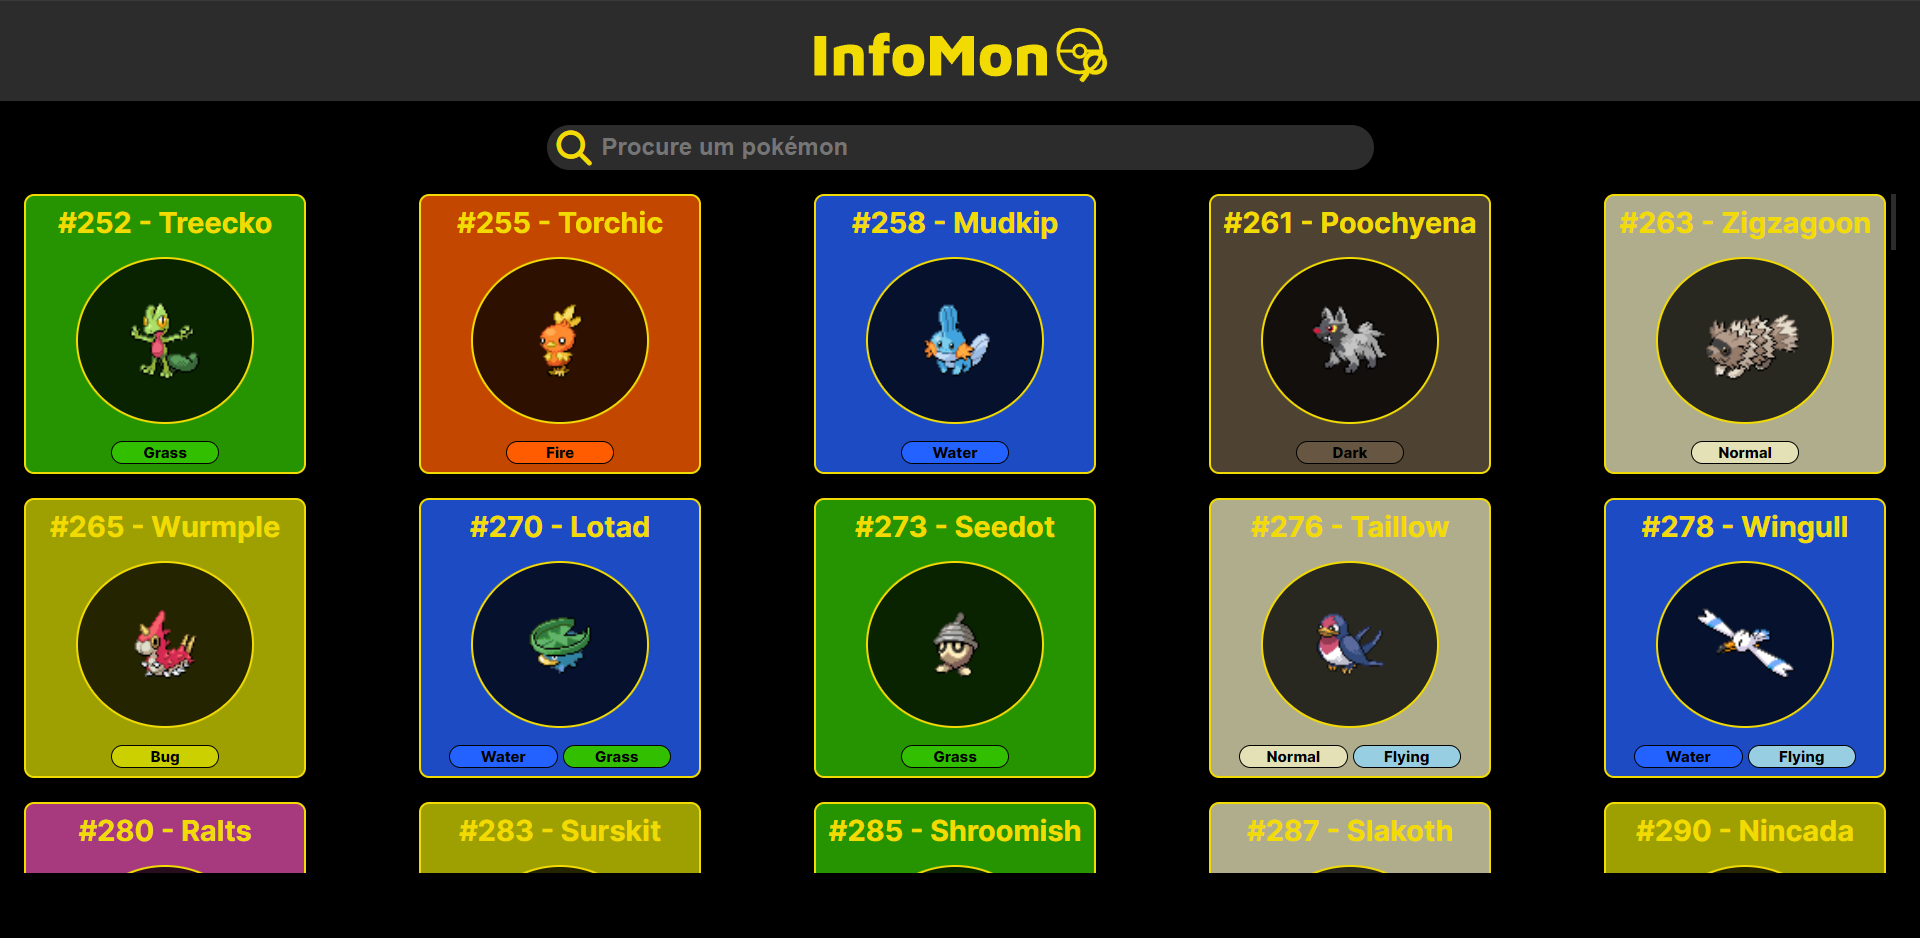 InfoMon
Procure um pokémon
#252 - Treecko
Grass
#255 - Torchic
Fire
#258 - Mudkip
Water
#261 - Poochyena
Dark
#263 - Zigzagoon
Normal
#265 - Wurmple
Bug
#270 - Lotad
Water Grass
#273 - Seedot
Grass
#276 - Taillow
Normal Flying
#278 - Wingull
Water Flying
#280 - Ralts
#283 - Surskit
#285 - Shroomish
#287 - Slakoth
#290 - Nincada